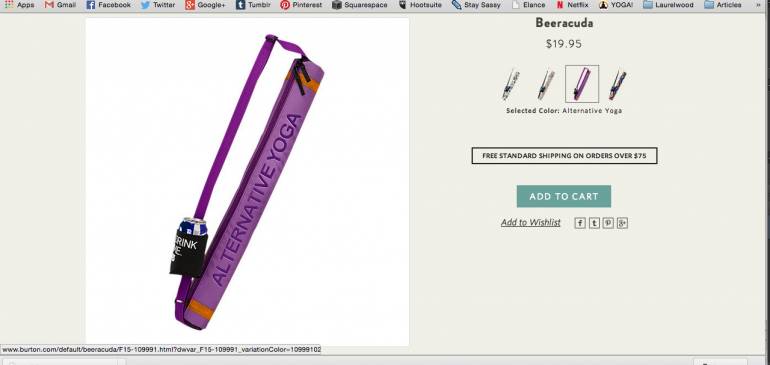 Apps Gmail Facebook Twitter Google+ Tumblr Pinterest Squarespace Hootsuite Stay Sassy Elance Netflix YOGA! Laurelwood Articles »
Beeracuda
$19.95
Selected Color: Alternative Yoga
FREE STANDARD SHIPPING ON ORDERS OVER $75
ADD TO CART
Add to Wishlist
ALTERNATIVE YOGA
DRINK
www.burton.com/default/beeracuda/F15-109991.html?dwvar_F15-109991_variationColor=10999102